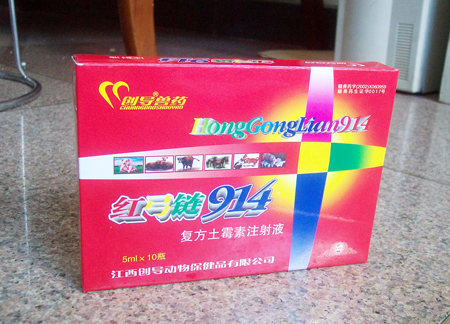 创导®兽药
CHUANGDAOSHOUYAO
HongGongLian914
红弓链914
复方土霉素注射液
5ml×10瓶
江西创导动物保健品有限公司